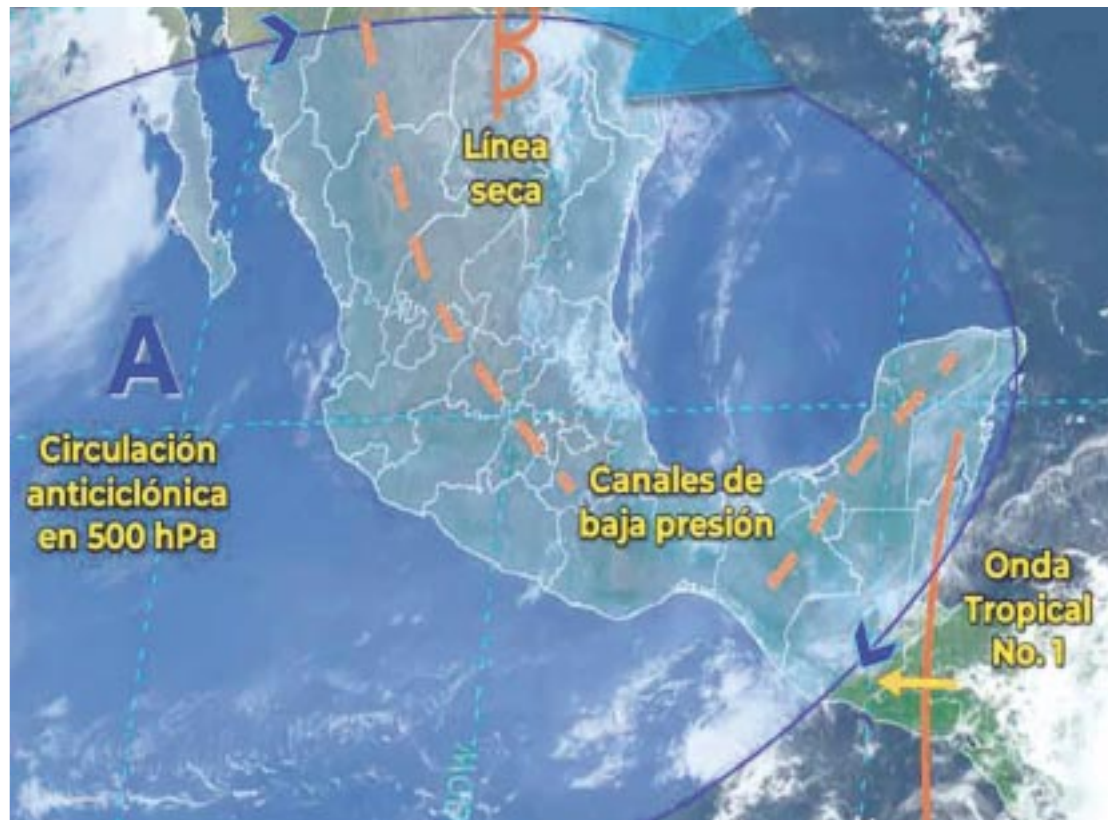 Línea
seca
A
Circulación
anticiclónica
en 500 hPa
Canales de
baja presión
Onda
Tropical
No. 1